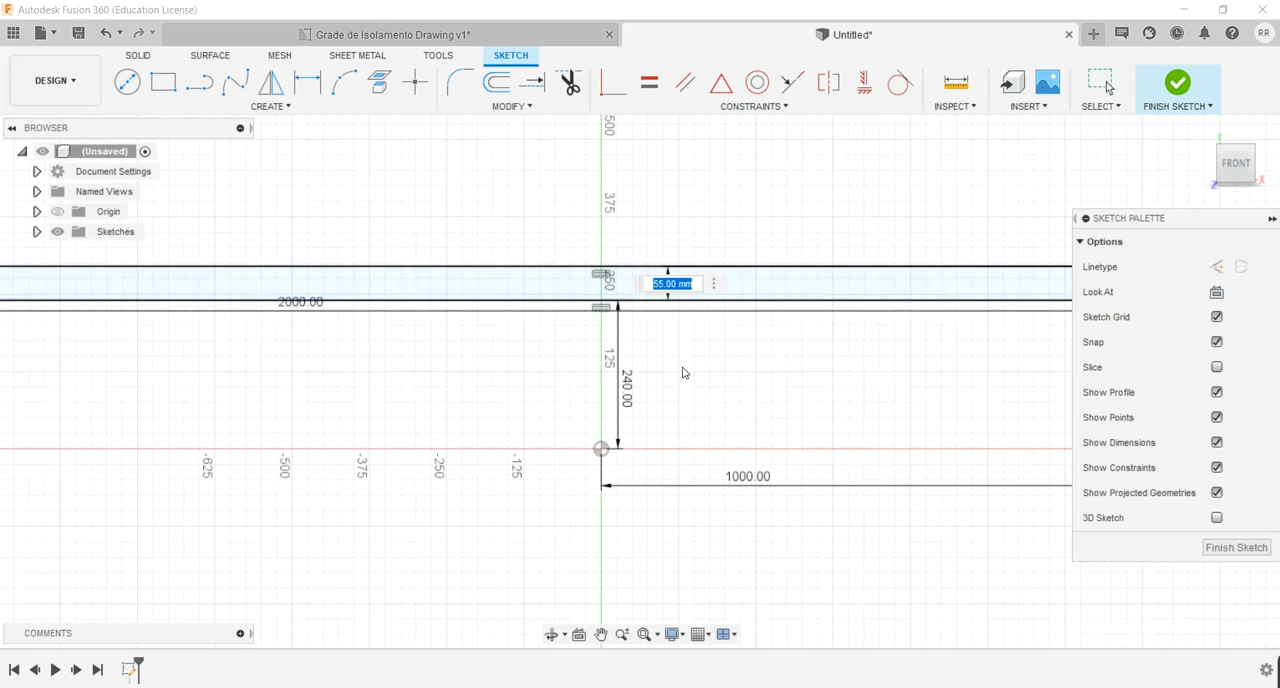 Autodesk Fusion 360 (Education License)
Grade de Isolamento Drawing v1*
Untitled*
RR
SOLID SURFACE MESH SHEET METAL TOOLS SKETCH
DESIGN
CREATE MODIFY CONSTRAINTS INSPECT INSERT SELECT FINISH SKETCH
BROWSER
(Unsaved)
Document Settings
Named Views
Origin
Sketches
500
375
250
125
FRONT
X
Z
SKETCH PALETTE
Options
Linetype
Look At
Sketch Grid
Snap
Slice
Show Profile
Show Points
Show Dimensions
Show Constraints
Show Projected Geometries
3D Sketch
Finish Sketch
55.00 mm
2000.00
240.00
-625 -500 -375 -250 -125
1000.00
COMMENTS